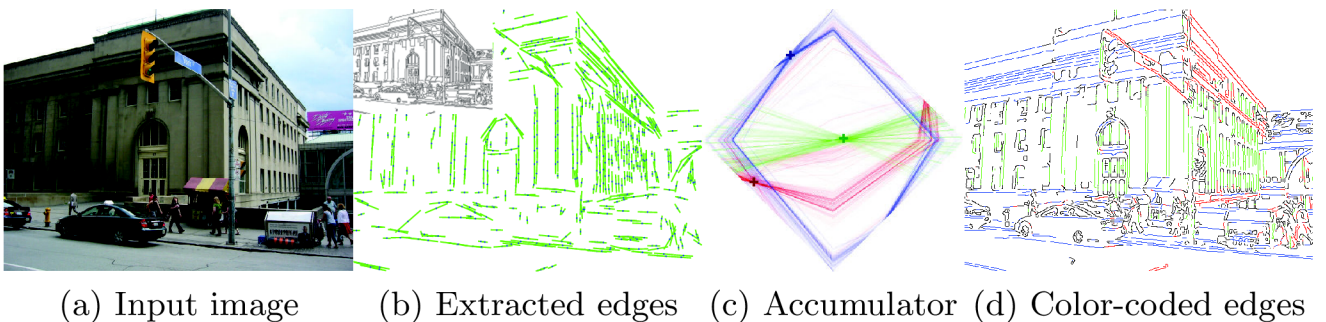 (a) Input image
(b) Extracted edges
(c) Accumulator
(d) Color-coded edges